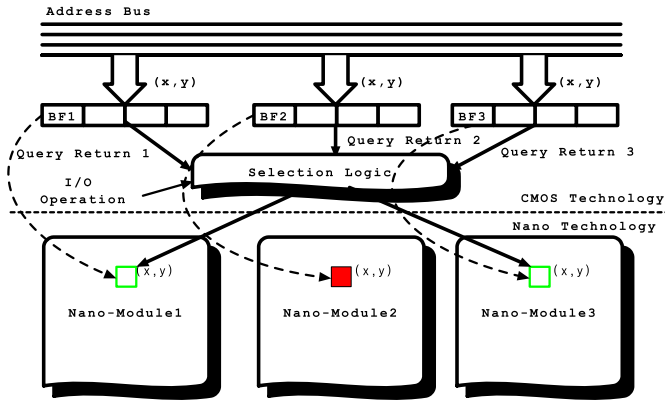 Address Bus
(x,y)
(x,y)
(x,y)
BF1
BF2
BF3
Query Return 1
Query Return 2
Query Return 3
Selection Logic
I/O
Operation
CMOS Technology
Nano Technology
(x,y)
(x,y)
(x,y)
Nano-Module1
Nano-Module2
Nano-Module3